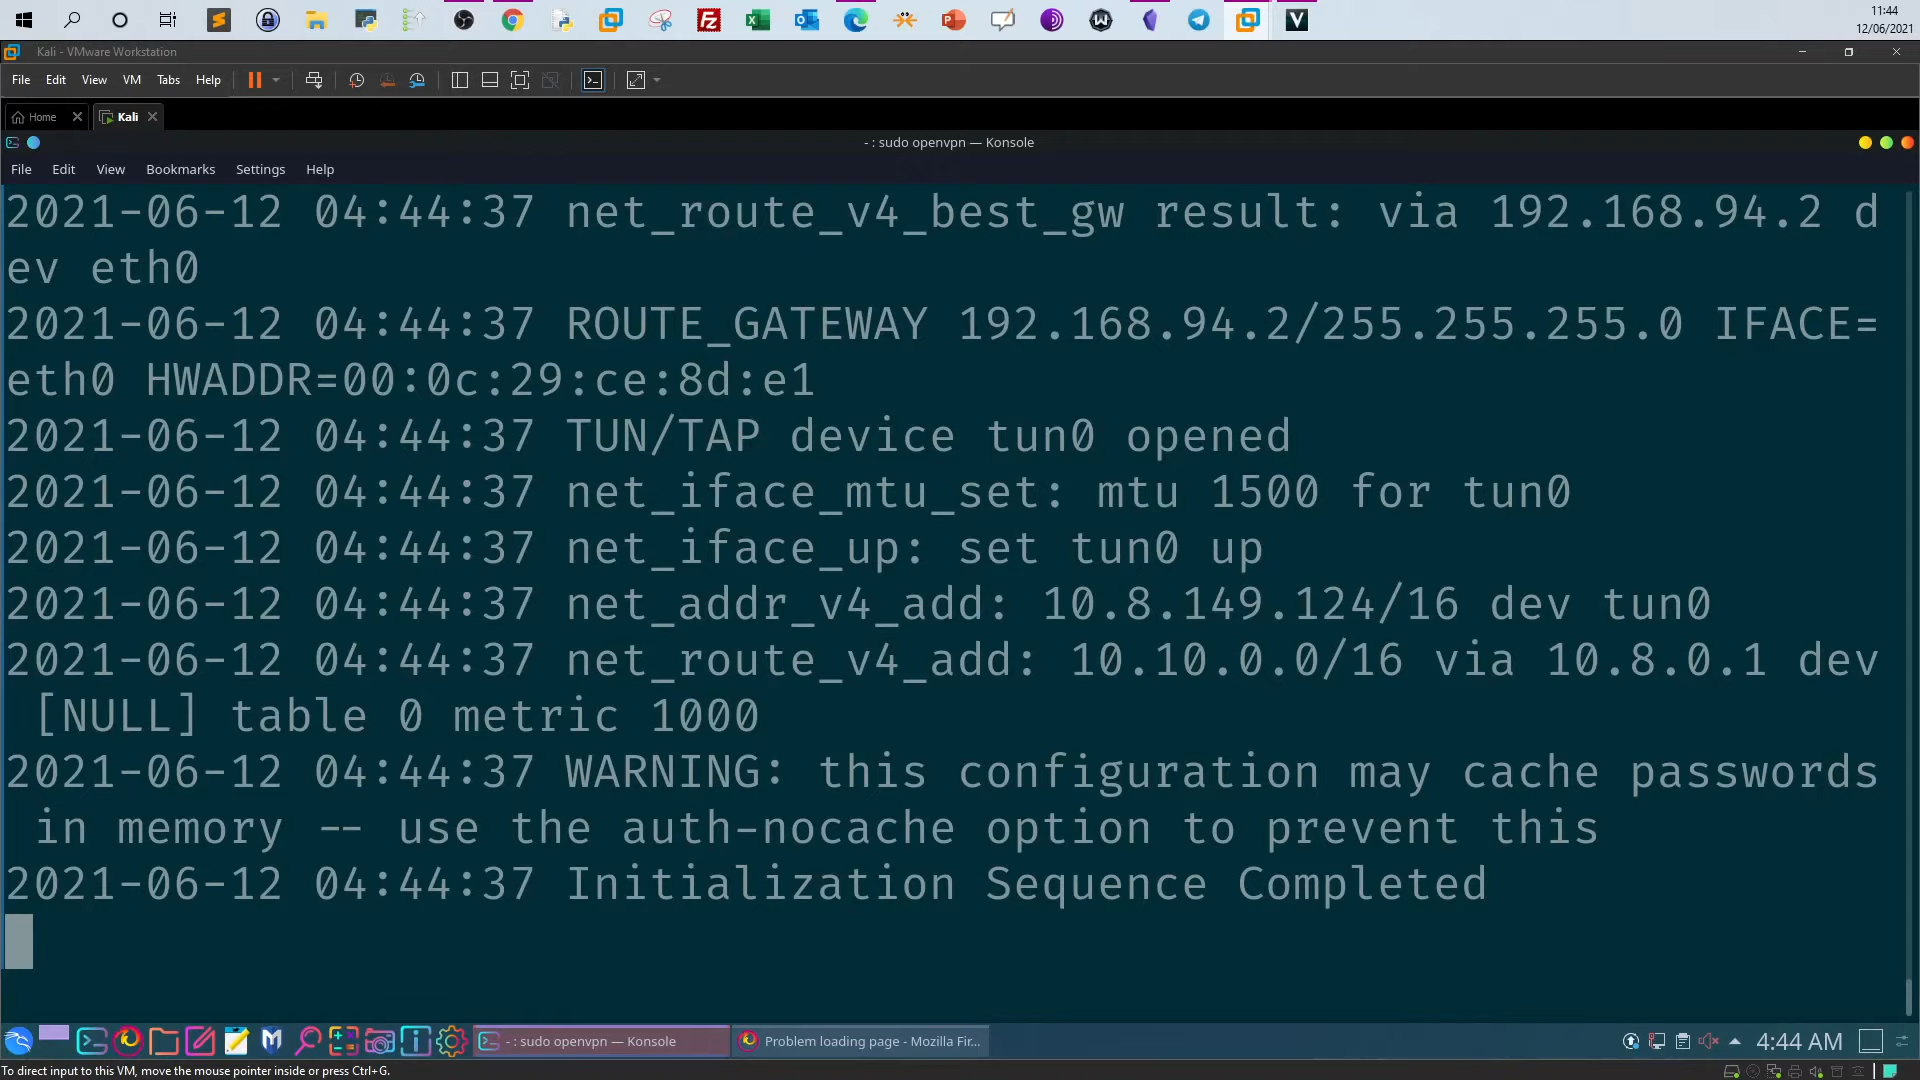 11:44
12/06/2021
Kali - VMware Workstation
File Edit View VM Tabs Help
Home Kali
- : sudo openvpn — Konsole
File Edit View Bookmarks Settings Help
2021-06-12 04:44:37 net_route_v4_best_gw result: via 192.168.94.2 d
ev eth0
2021-06-12 04:44:37 ROUTE_GATEWAY 192.168.94.2/255.255.255.0 IFACE=
eth0 HWADDR=00:0c:29:ce:8d:e1
2021-06-12 04:44:37 TUN/TAP device tun0 opened
2021-06-12 04:44:37 net_iface_mtu_set: mtu 1500 for tun0
2021-06-12 04:44:37 net_iface_up: set tun0 up
2021-06-12 04:44:37 net_addr_v4_add: 10.8.149.124/16 dev tun0
2021-06-12 04:44:37 net_route_v4_add: 10.10.0.0/16 via 10.8.0.1 dev
[NULL] table 0 metric 1000
2021-06-12 04:44:37 WARNING: this configuration may cache passwords
in memory -- use the auth-nocache option to prevent this
2021-06-12 04:44:37 Initialization Sequence Completed
- : sudo openvpn — Konsole Problem loading page - Mozilla Fir... 4:44 AM
To direct input to this VM, move the mouse pointer inside or press Ctrl+G.